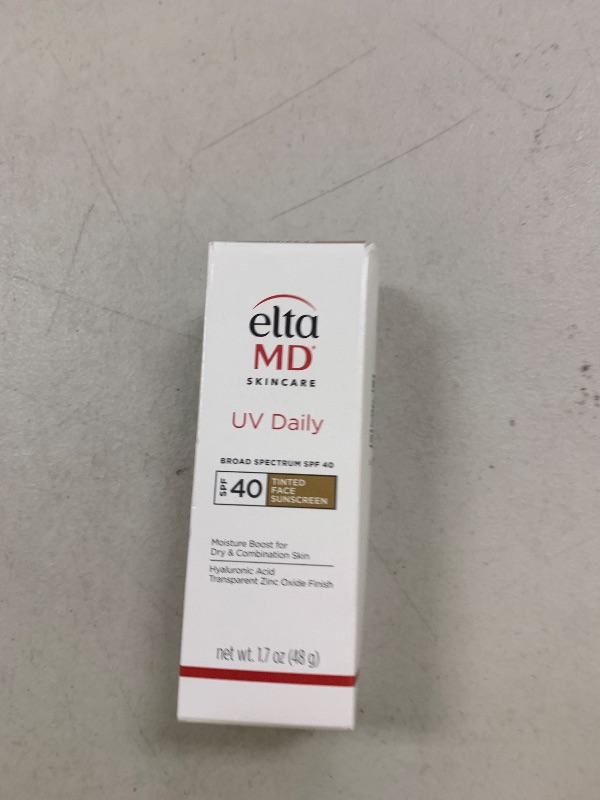 elta
MD
SKINCARE
UV Daily
BROAD SPECTRUM SPF 40
SPF 40 TINTED
FACE
SUNSCREEN
Moisture Boost for
Dry & Combination Skin
Hyaluronic Acid
Transparent Zinc Oxide Finish
net wt. 1.7 oz (48 g)